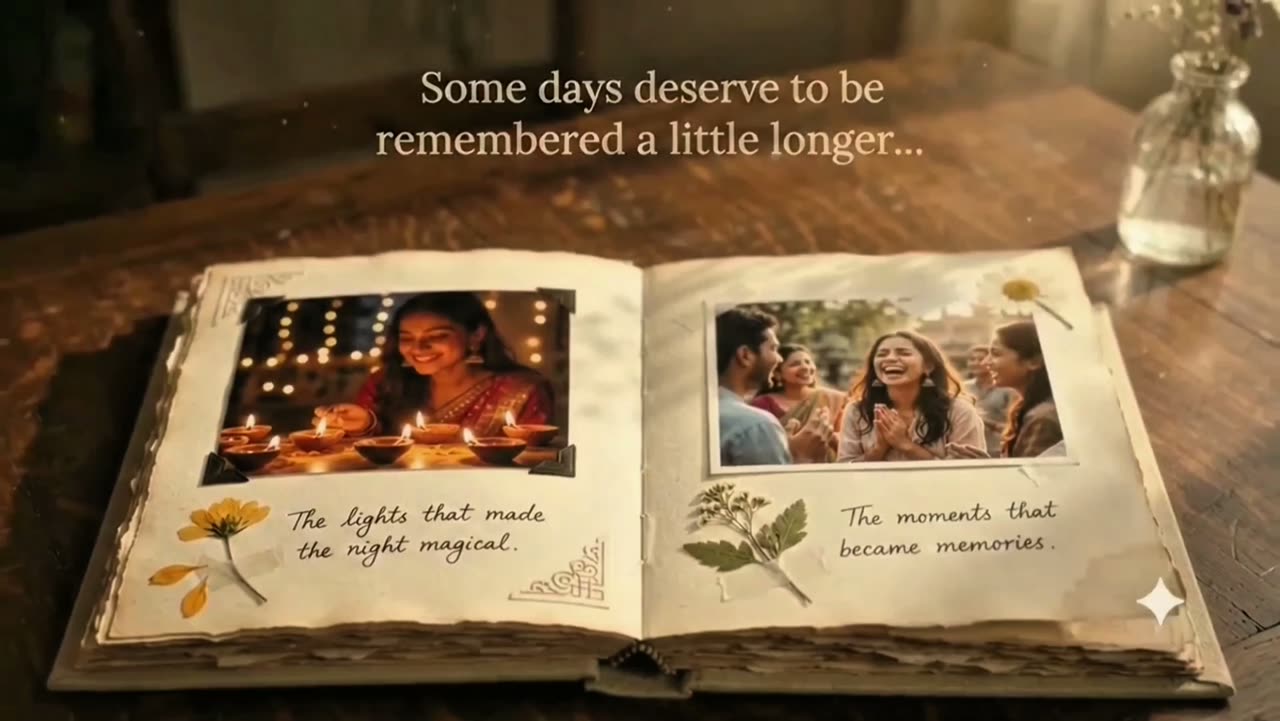 Some days deserve to be
remembered a little longer...
The lights that made
the night magical.
The moments that
became memories.